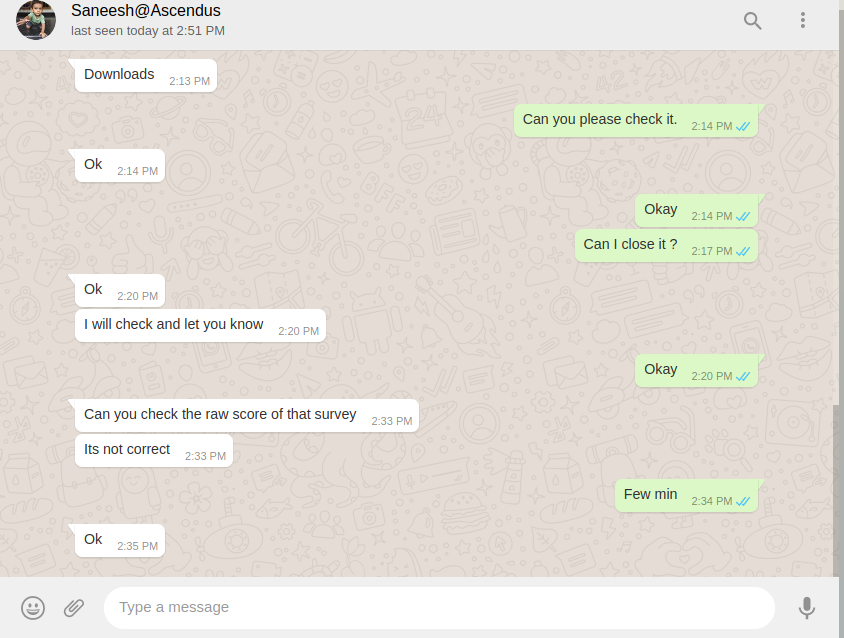 Saneesh@Ascendus
last seen today at 2:51 PM
Downloads 2:13 PM
Can you please check it. 2:14 PM
Ok 2:14 PM
Okay 2:14 PM
Can I close it ? 2:17 PM
Ok 2:20 PM
I will check and let you know 2:20 PM
Okay 2:20 PM
Can you check the raw score of that survey 2:33 PM
Its not correct 2:33 PM
Few min 2:34 PM
Ok 2:35 PM
Type a message